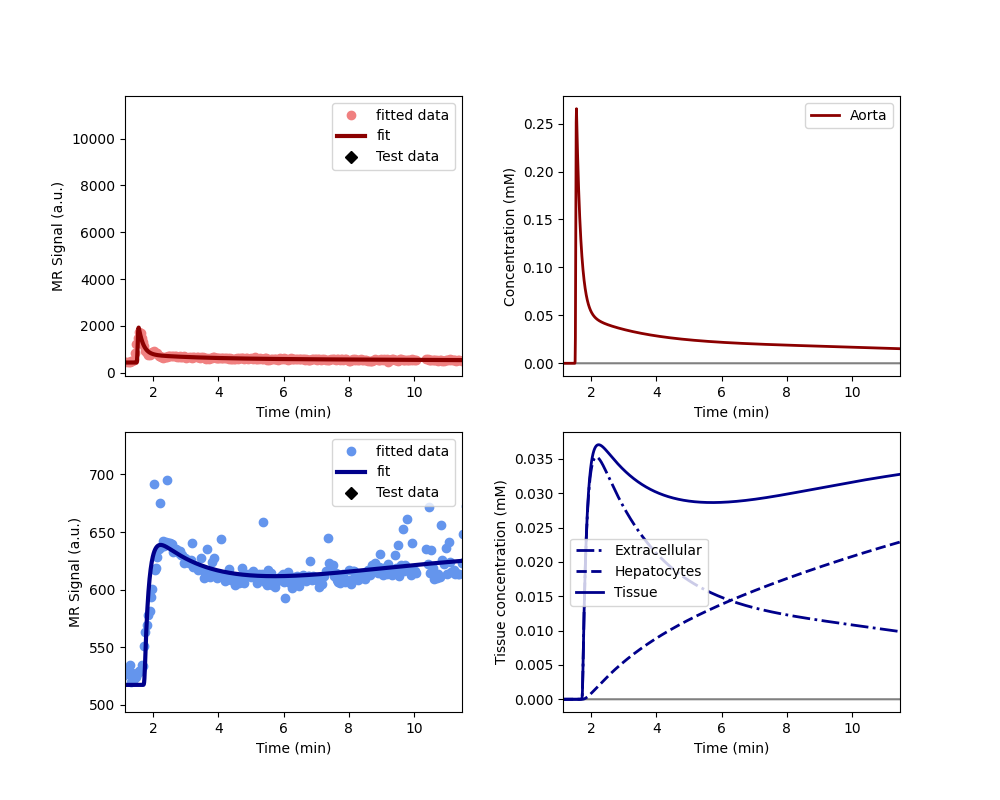 MR Signal (a.u.)
10000
8000
6000
4000
2000
0
fitted data
fit
Test data
2 4 6 8 10
Time (min)
Concentration (mM)
0.25
0.20
0.15
0.10
0.05
0.00
Aorta
2 4 6 8 10
Time (min)
MR Signal (a.u.)
700
650
600
550
500
fitted data
fit
Test data
2 4 6 8 10
Time (min)
Tissue concentration (mM)
0.035
0.030
0.025
0.020
0.015
0.010
0.005
0.000
Extracellular
Hepatocytes
Tissue
2 4 6 8 10
Time (min)